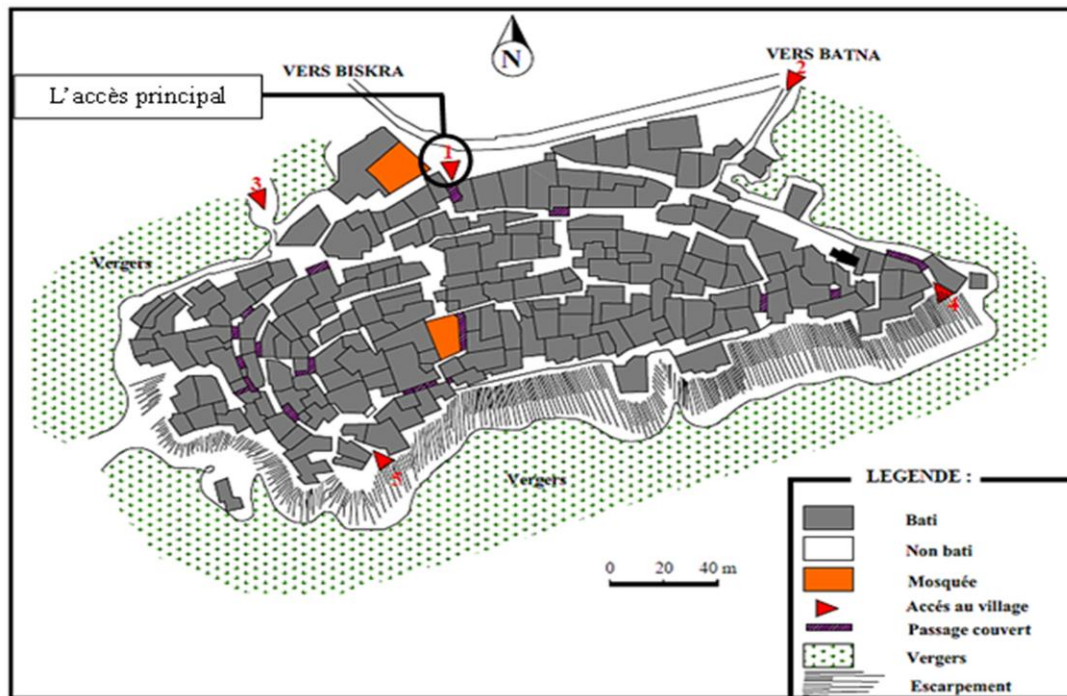 N
VERS BISKRA
VERS BATNA
L'accès principal
1
2
3
4
5
Vergers
Vergers
0 20 40 m
LEGENDE :
Bati
Non bati
Mosquée
Accés au village
Passage couvert
Vergers
Escarpement